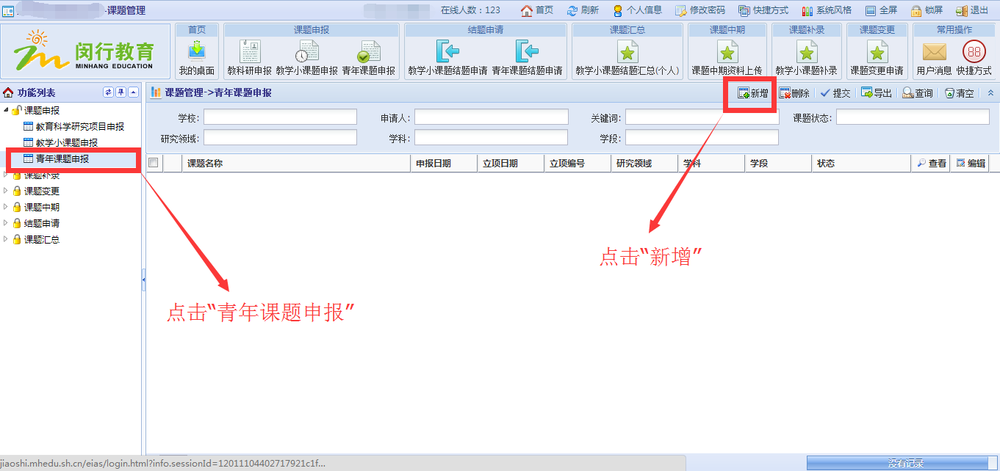 -课题管理 在线人数：123 首页 刷新 个人信息 修改密码 快捷方式 系统风格 全屏 锁屏 退出
首页 课题申报 结题申请 课题汇总 课题中期 课题补录 课题变更 常用操作
闵行教育
MINHANG EDUCATION
88
我的桌面 教科研申报 教学小课题申报 青年课题申报 教学小课题结题申请 青年课题结题申请 教学小课题结题汇总(个人) 课题中期资料上传 教学小课题补录 课题变更申请 用户消息 快捷方式
功能列表
课题管理->青年课题申报 新增 删除 提交 导出 查询 清空
课题申报
教育科学研究项目申报
教学小课题申报
青年课题申报
课题补录
课题变更
课题中期
结题申请
课题汇总
学校: 申请人: 关键词: 课题状态:
研究领域: 学科: 学段:
课题名称 申报日期 立项日期 立项编号 研究领域 学科 学段 状态 查看 编辑
点击“新增”
点击“青年课题申报”
jiaoshi.mhedu.sh.cn/eias/login.html?info.sessionId=12011104402717921c1f...
没有记录